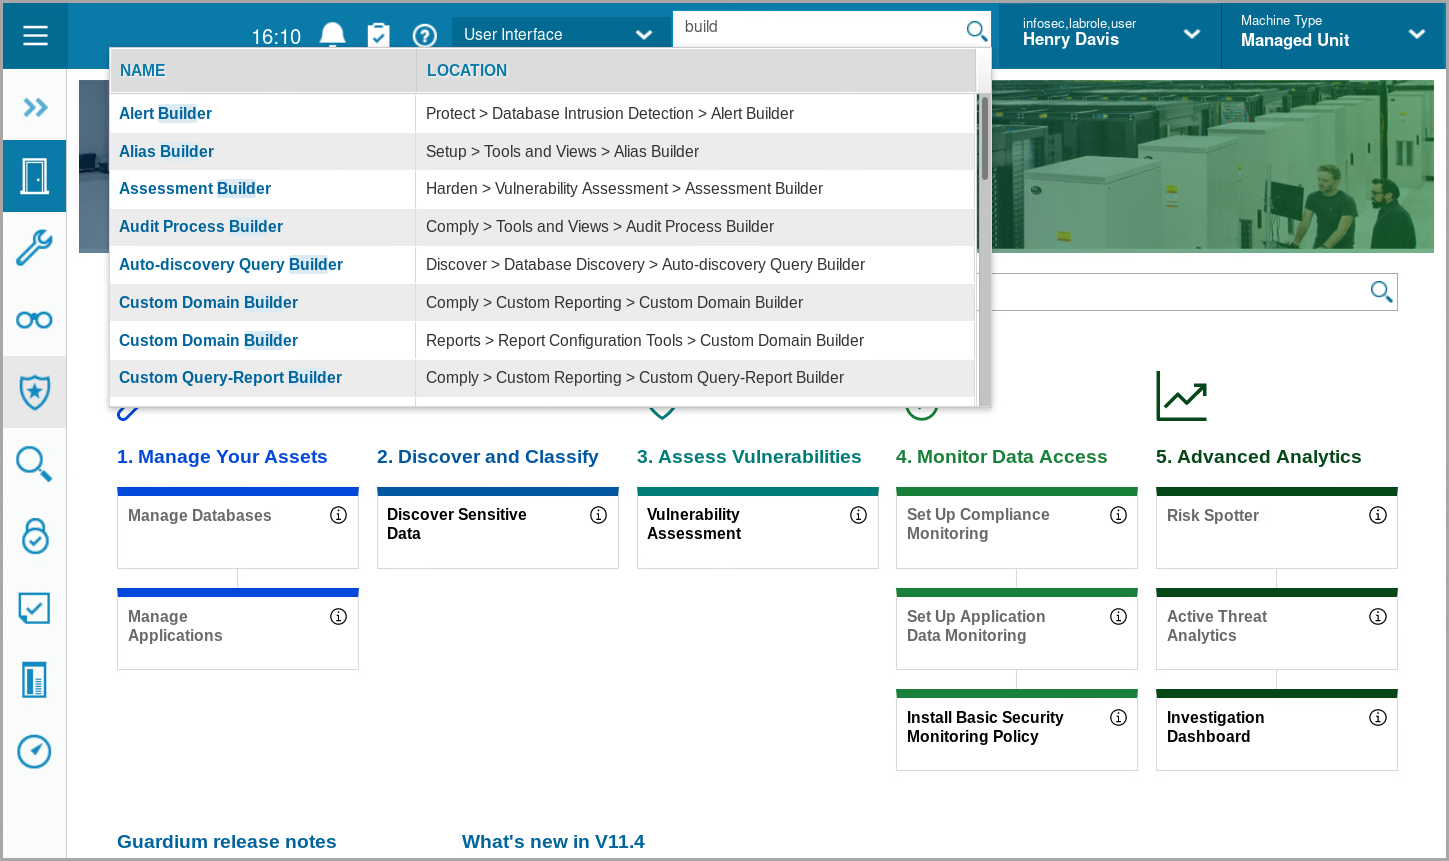 16:10
User Interface
build
infosec,labrole,user
Henry Davis
Machine Type
Managed Unit
NAME LOCATION
Alert Builder Protect > Database Intrusion Detection > Alert Builder
Alias Builder Setup > Tools and Views > Alias Builder
Assessment Builder Harden > Vulnerability Assessment > Assessment Builder
Audit Process Builder Comply > Tools and Views > Audit Process Builder
Auto-discovery Query Builder Discover > Database Discovery > Auto-discovery Query Builder
Custom Domain Builder Comply > Custom Reporting > Custom Domain Builder
Custom Domain Builder Reports > Report Configuration Tools > Custom Domain Builder
Custom Query-Report Builder Comply > Custom Reporting > Custom Query-Report Builder
1. Manage Your Assets
Manage Databases
Manage
Applications
2. Discover and Classify
Discover Sensitive
Data
3. Assess Vulnerabilities
Vulnerability
Assessment
4. Monitor Data Access
Set Up Compliance
Monitoring
Set Up Application
Data Monitoring
Install Basic Security
Monitoring Policy
5. Advanced Analytics
Risk Spotter
Active Threat
Analytics
Investigation
Dashboard
Guardium release notes
What's new in V11.4